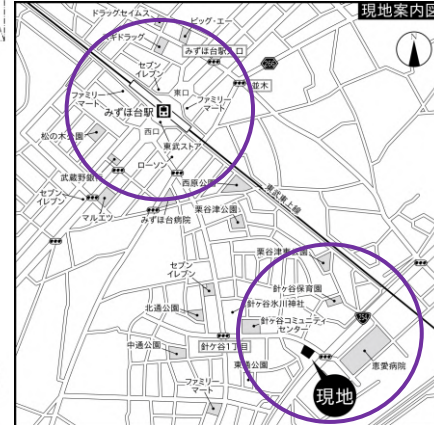 現地案内図
ドラッグセイムス
ビッグ・エー
スギドラッグ
みずほ台駅入口
セブン
イレブン
東口
ファミリー
マート
ファミリー
マート
並木
みずほ台駅
西口
松の木公園
東武ストア
ローソン
武蔵野銀行
西原公園
東武東上線
セブン
イレブン
マルエツ
みずほ台病院
栗谷津公園
セブン
イレブン
栗谷津東公園
針ケ谷保育園
北通公園
針ケ谷氷川神社
針ケ谷コミュニティ
センター
254
中通公園
針ケ谷1丁目
東通公園
恵愛病院
ファミリー
マート
現地
N